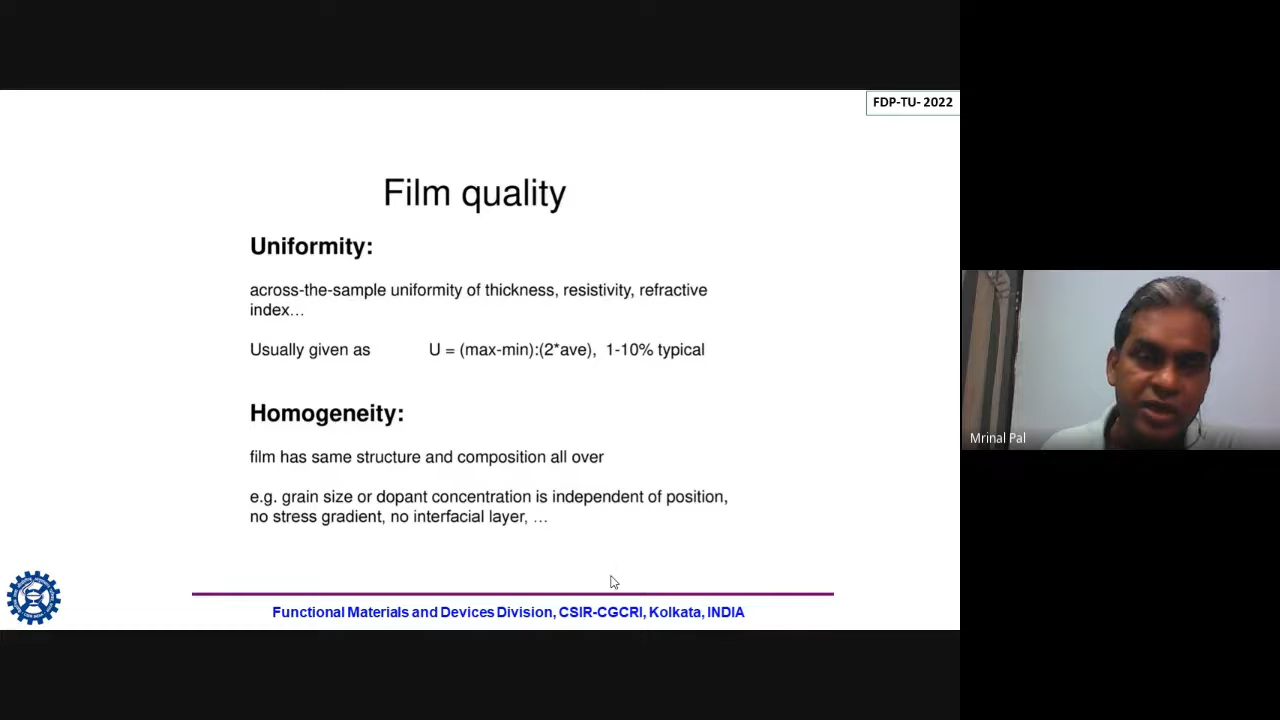 FDP-TU- 2022
Film quality
Uniformity:
across-the-sample uniformity of thickness, resistivity, refractive
index…
Usually given as U = (max-min):(2*ave), 1-10% typical
Homogeneity:
film has same structure and composition all over
e.g. grain size or dopant concentration is independent of position,
no stress gradient, no interfacial layer, …
Functional Materials and Devices Division, CSIR-CGCRI, Kolkata, INDIA
Mrinal Pal